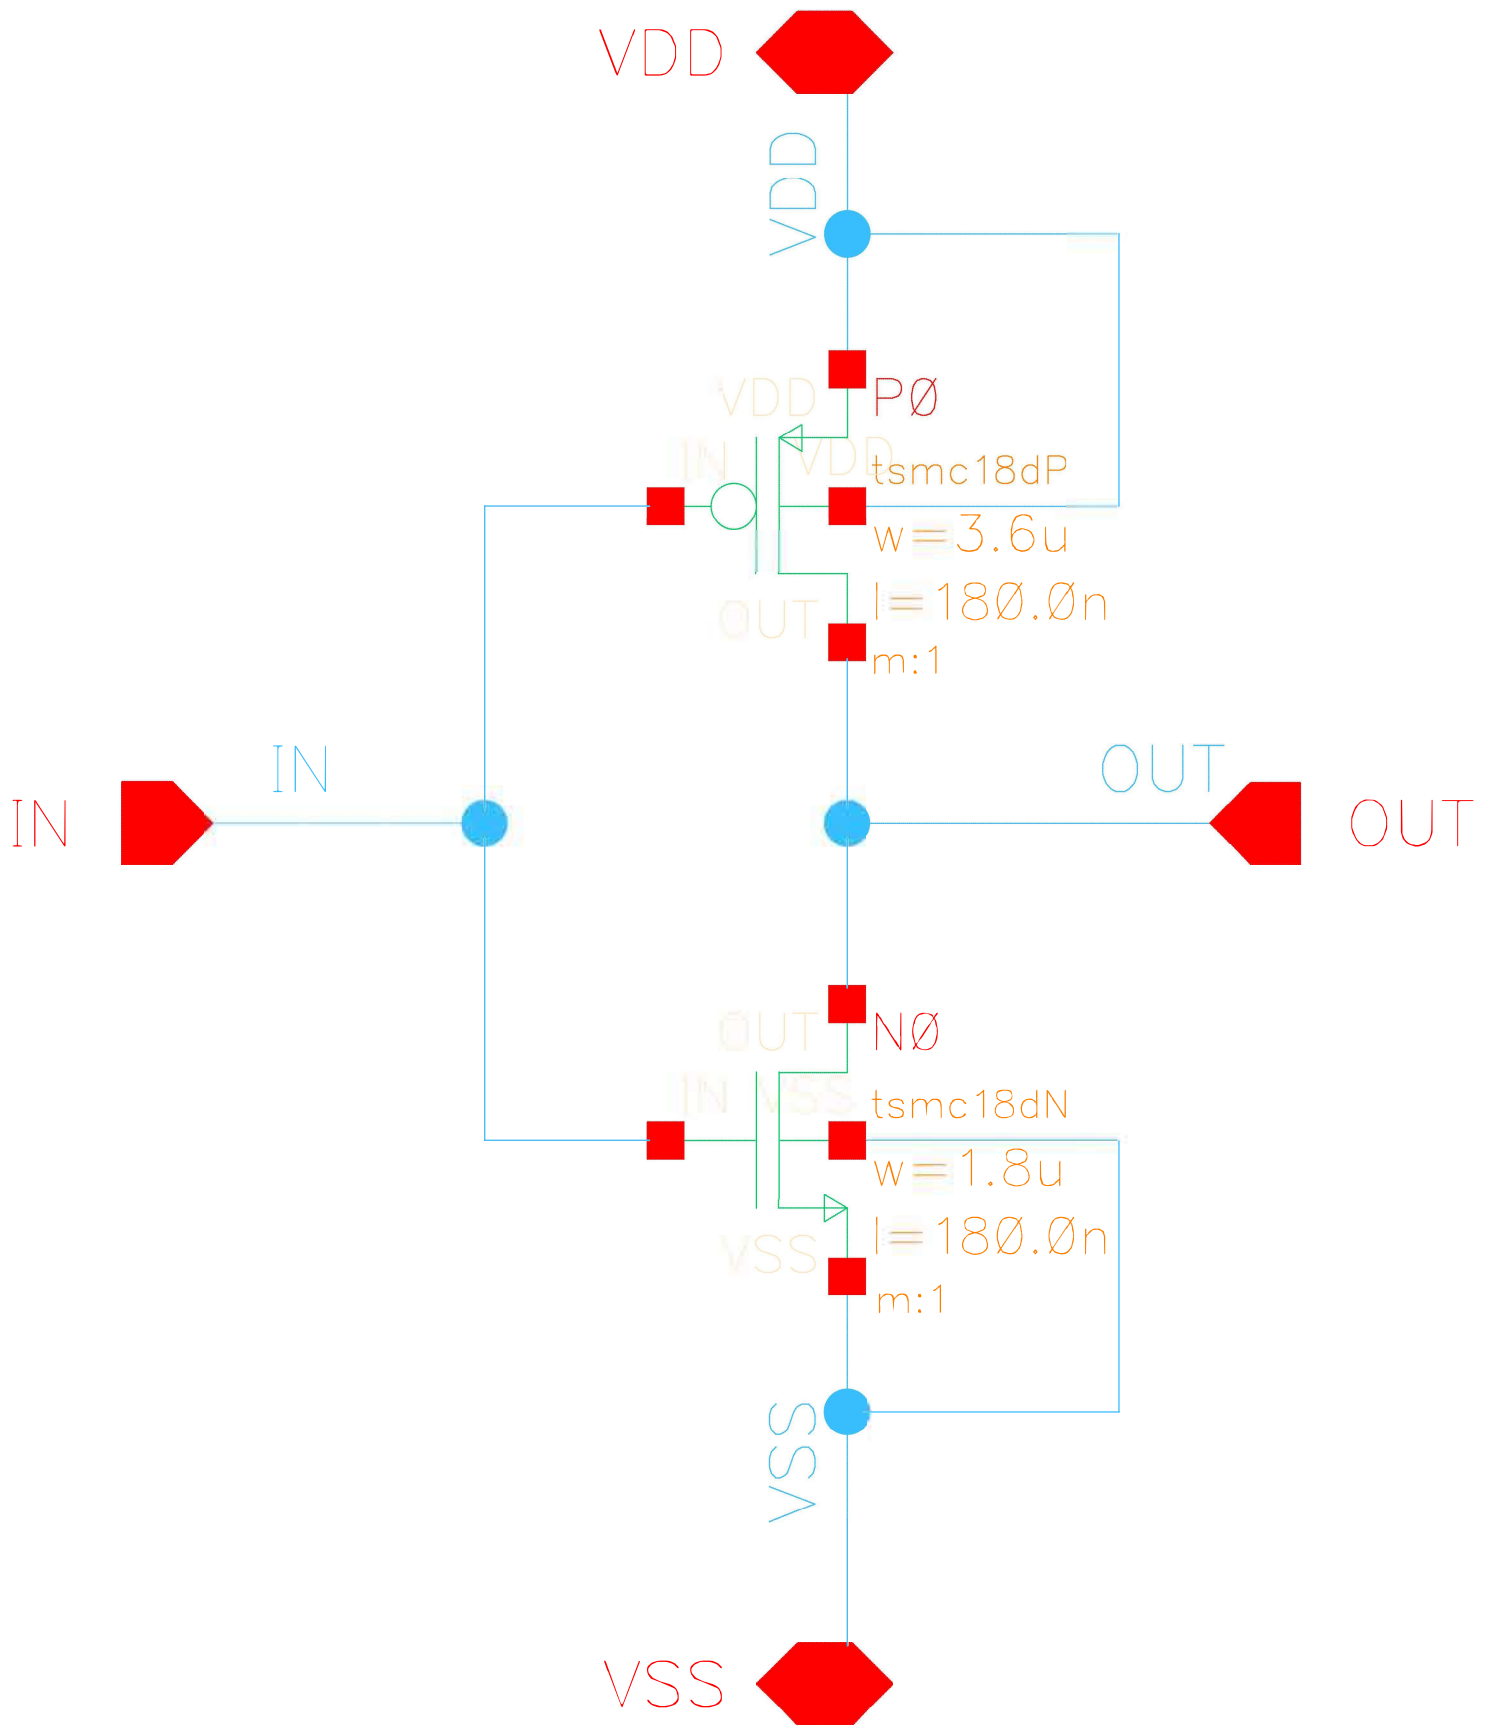 VDD
VDD
VDD
P0
IN
VDD
tsmc18dP
w=3.6u
l=180.0n
OUT
m:1
IN
OUT
IN
OUT
OUT
N0
IN
VSS
tsmc18dN
w=1.8u
l=180.0n
VSS
m:1
VSS
VSS